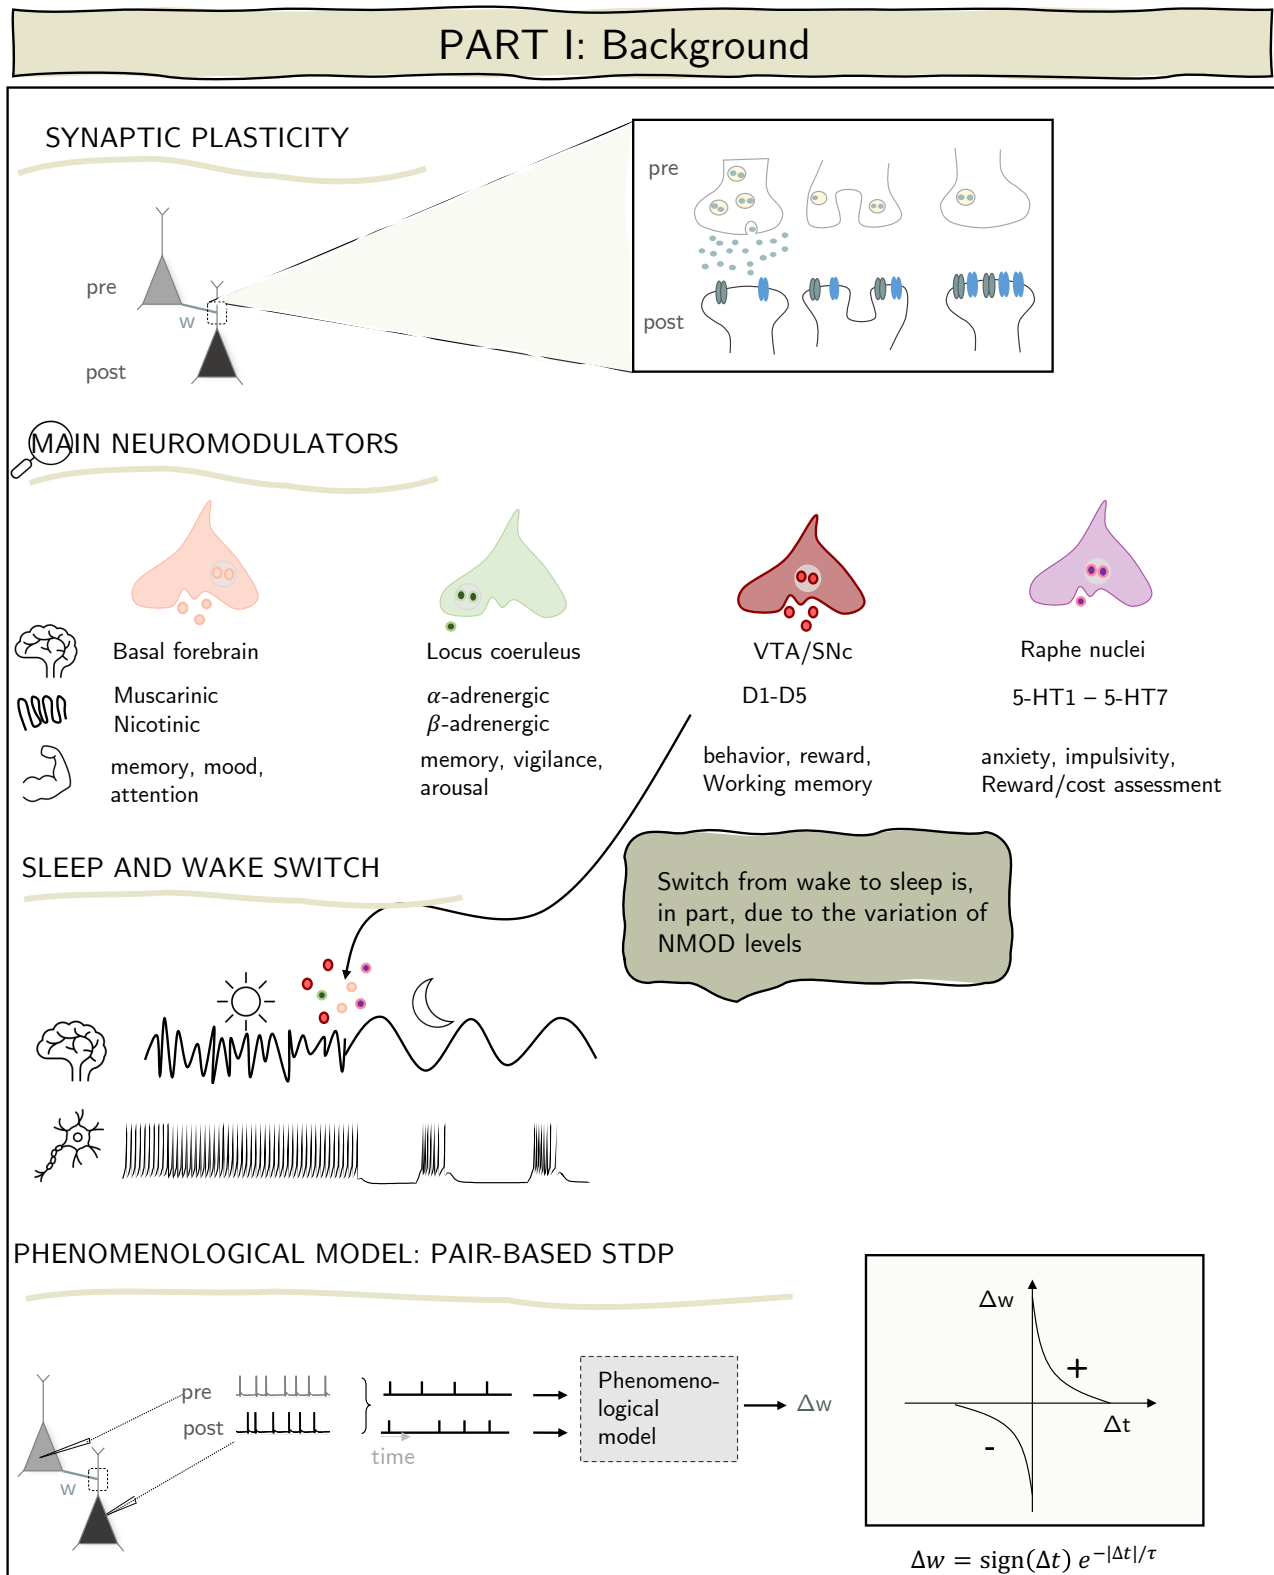 PART I: Background
SYNAPTIC PLASTICITY
pre
post
w
pre
post
MAIN NEUROMODULATORS
Basal forebrain
Locus coeruleus
VTA/SNc
Raphe nuclei
Muscarinic
Nicotinic
α-adrenergic
β-adrenergic
D1-D5
5-HT1 – 5-HT7
memory, mood,
attention
memory, vigilance,
arousal
behavior, reward,
Working memory
anxiety, impulsivity,
Reward/cost assessment
SLEEP AND WAKE SWITCH
Switch from wake to sleep is,
in part, due to the variation of
NMOD levels
PHENOMENOLOGICAL MODEL: PAIR-BASED STDP
pre
post
w
time
Phenomeno-
logical
model
Δw
Δw
+
Δt
-
Δw = sign(Δt) e^{-|Δt|/τ}